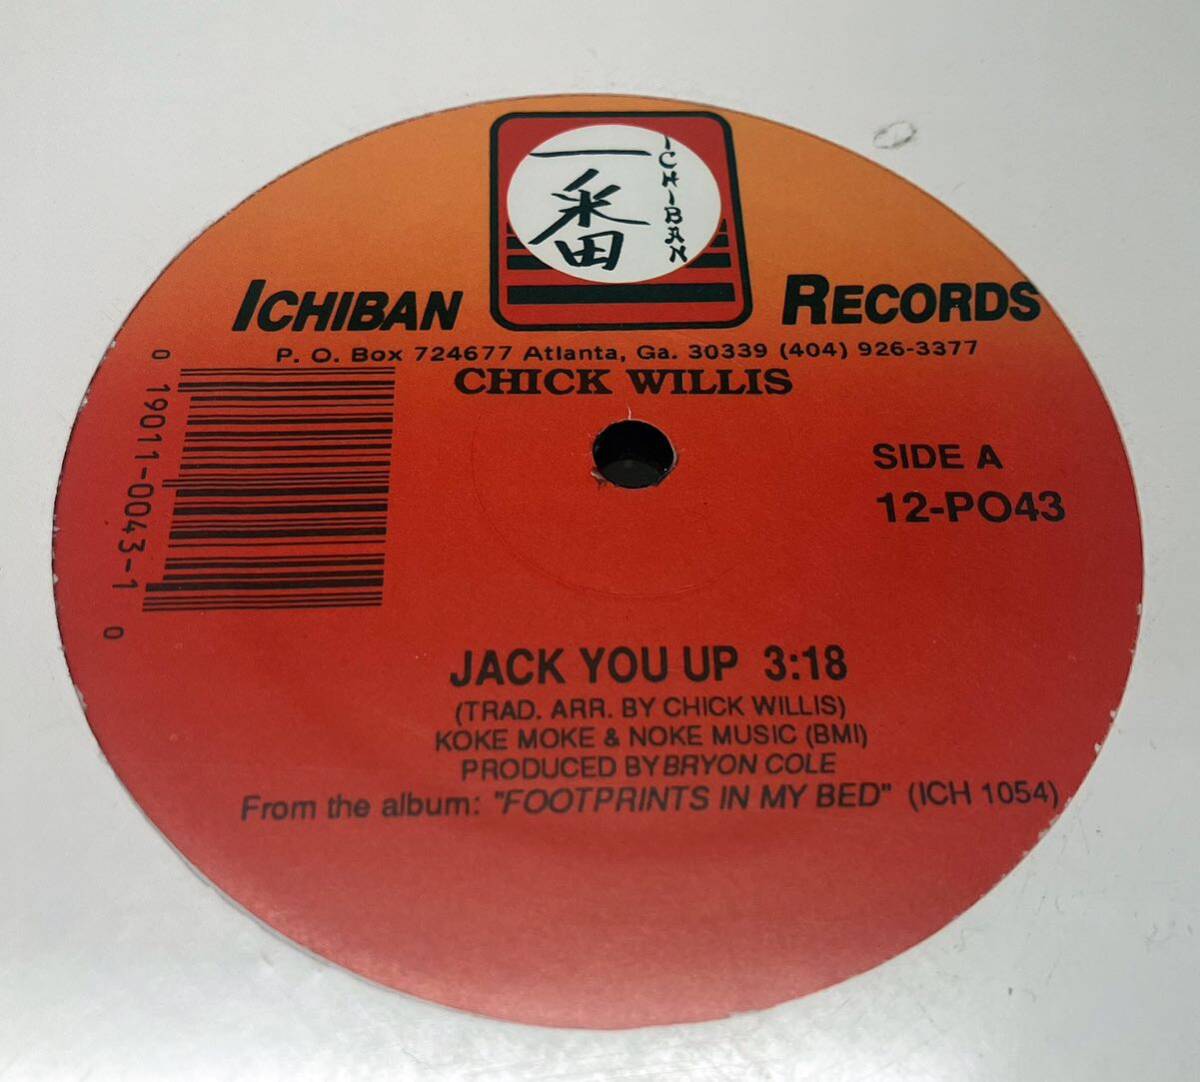 一番
ICHIBAN
ICHIBAN RECORDS
P. O. Box 724677 Atlanta, Ga. 30339 (404) 926-3377
CHICK WILLIS
0 19011-0043-1 0
SIDE A
12-PO43
JACK YOU UP 3:18
(TRAD. ARR. BY CHICK WILLIS)
KOKE MOKE & NOKE MUSIC (BMI)
PRODUCED BY BRYON COLE
From the album: "FOOTPRINTS IN MY BED" (ICH 1054)